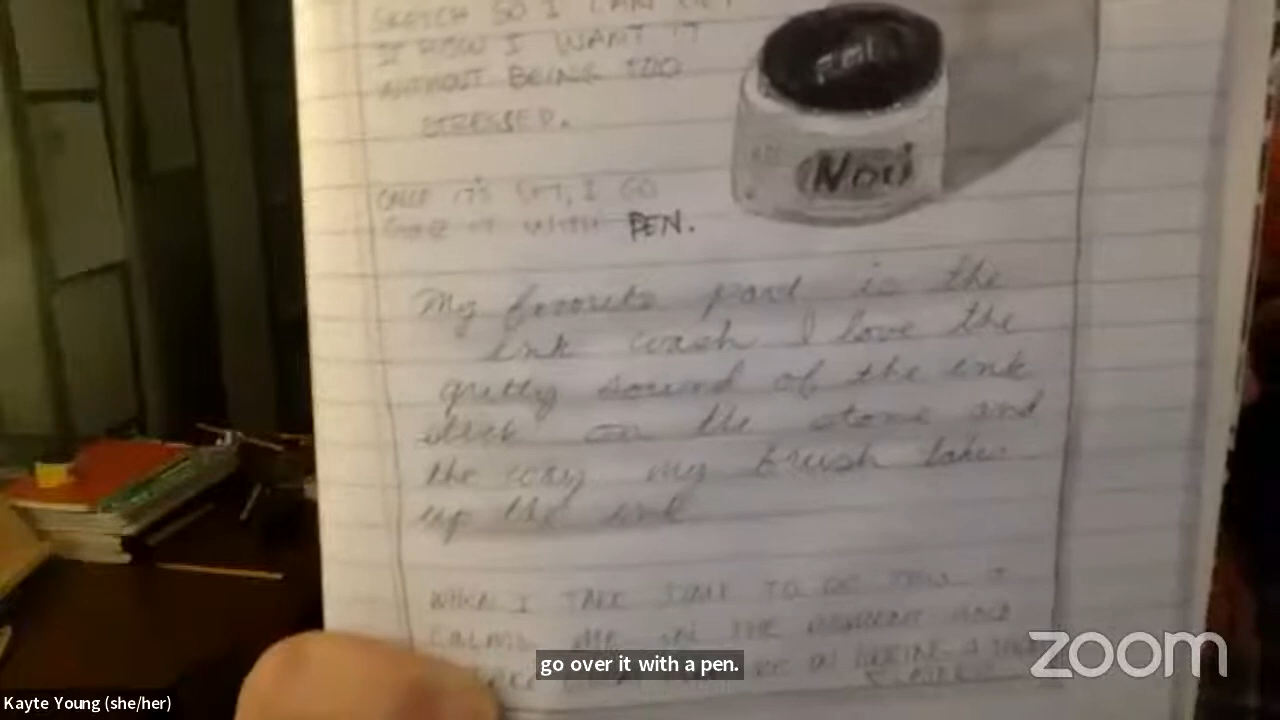 SKETCH SO I CAN GET
IT HOW I WANT IT
WITHOUT BEING TOO
STRESSED.
Noir
ONCE IT'S SET, I GO
OVER IT WITH PEN.
My favorite part is the
ink wash I love the
gritty sound of the ink
stick on the stone and
the way my brush takes
up the ink
WHEN I TAKE TIME TO DO THIS IT
CALMS ME IN THE
go over it with a pen.
zoom
Kayte Young (she/her)